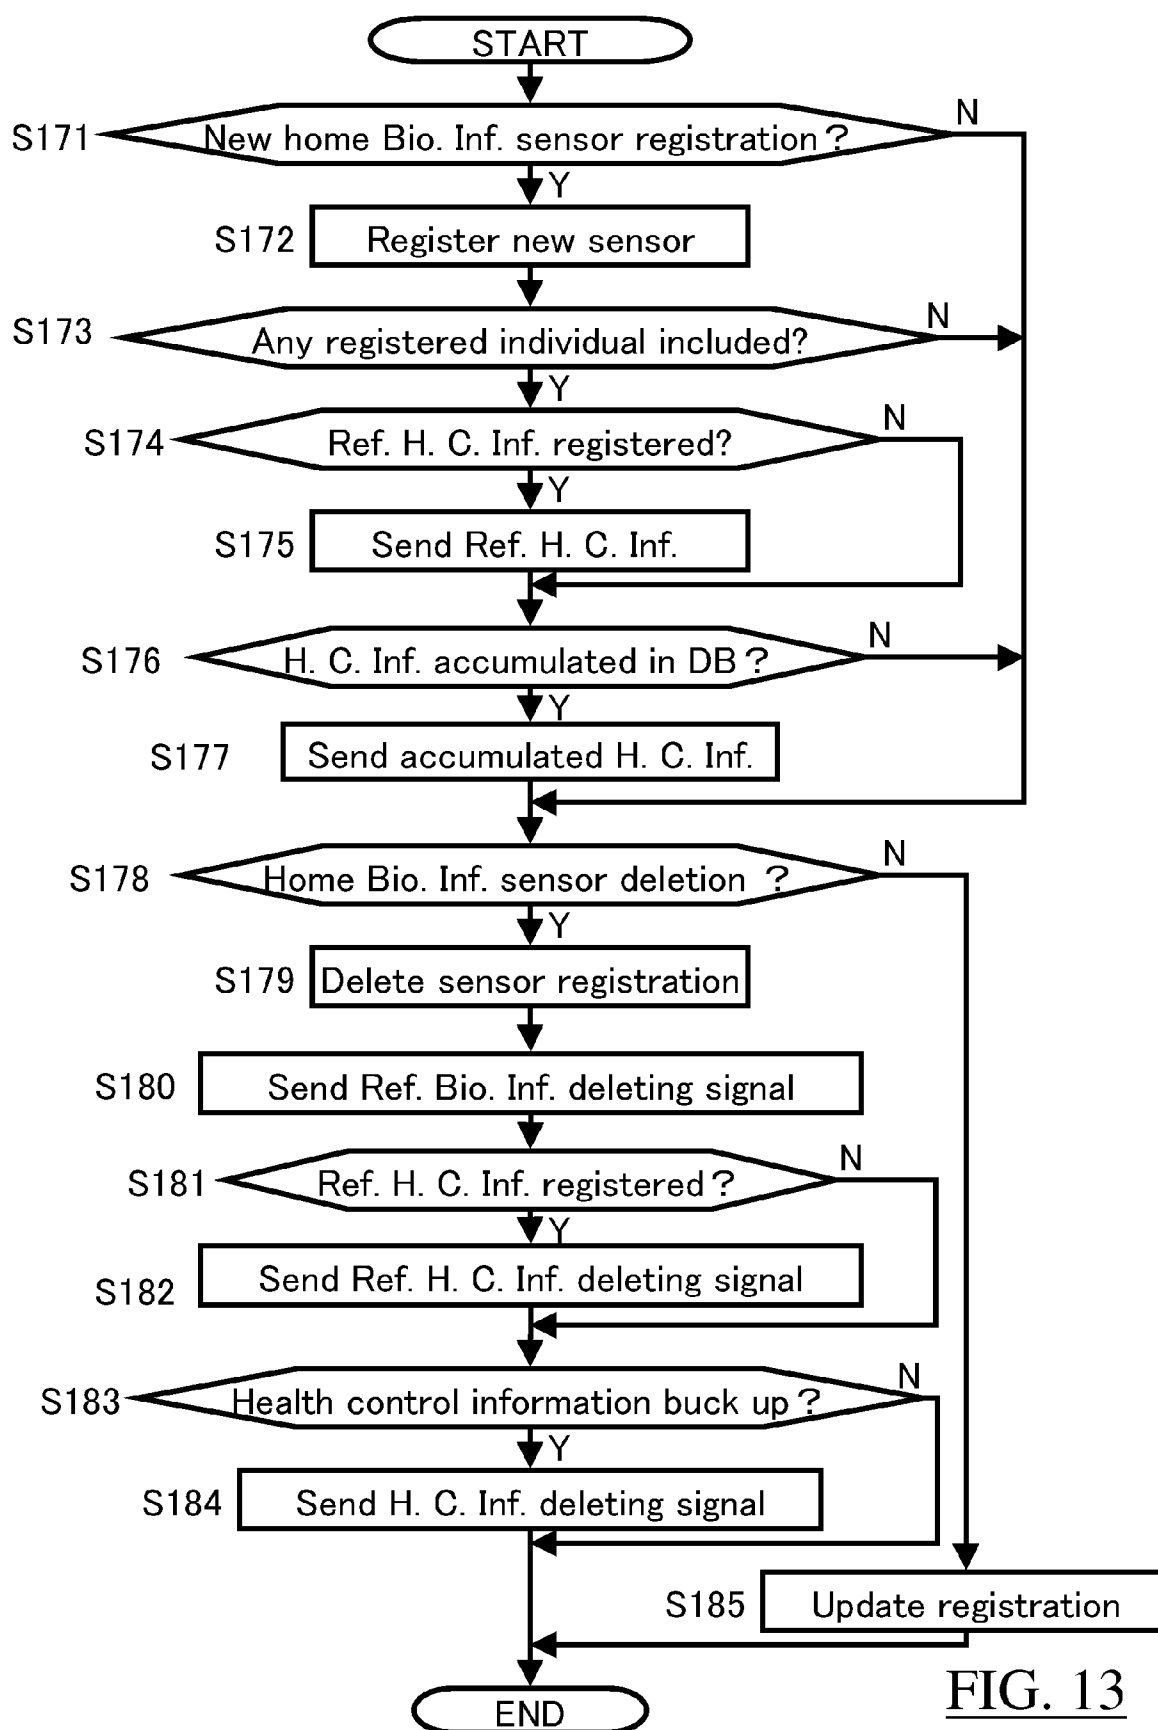 START
S171
New home Bio. Inf. sensor registration?
N
Y
S172
Register new sensor
S173
Any registered individual included?
N
Y
S174
Ref. H. C. Inf. registered?
N
Y
S175
Send Ref. H. C. Inf.
S176
H. C. Inf. accumulated in DB?
N
Y
S177
Send accumulated H. C. Inf.
S178
Home Bio. Inf. sensor deletion ?
N
Y
S179
Delete sensor registration
S180
Send Ref. Bio. Inf. deleting signal
S181
Ref. H. C. Inf. registered?
N
Y
S182
Send Ref. H. C. Inf. deleting signal
S183
Health control information buck up?
N
Y
S184
Send H. C. Inf. deleting signal
S185
Update registration
END
FIG. 13